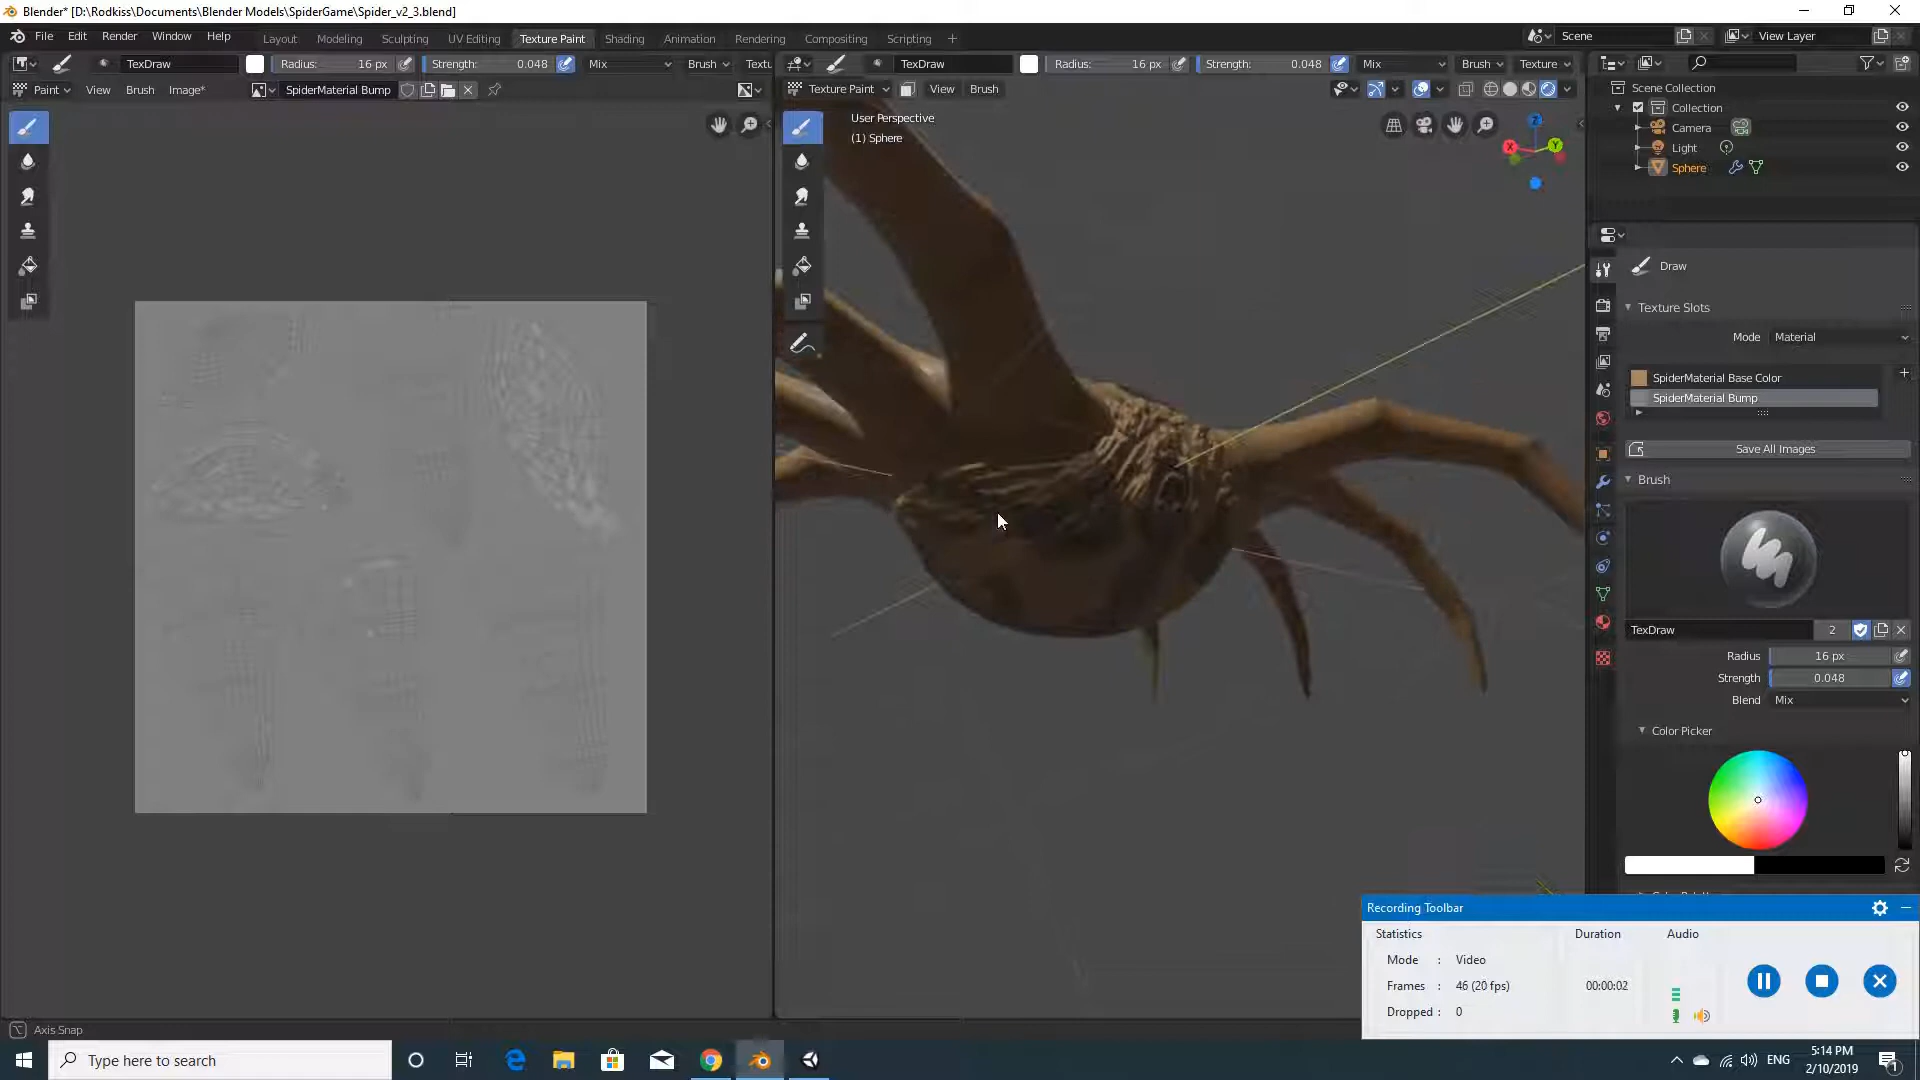 Blender* [D:\Rodkiss\Documents\Blender Models\SpiderGame\Spider_v2_3.blend]
File Edit Render Window Help
Layout Modeling Sculpting UV Editing Texture Paint Shading Animation Rendering Compositing Scripting +
Scene
View Layer
TexDraw Radius: 16 px Strength: 0.048 Mix Brush Textu
TexDraw Radius: 16 px Strength: 0.048 Mix Brush Texture
Paint View Brush Image* SpiderMaterial Bump
Texture Paint View Brush
User Perspective
(1) Sphere
X
Y
Z
Scene Collection
Collection
Camera
Light
Sphere
Draw
Texture Slots
Mode Material
SpiderMaterial Base Color
SpiderMaterial Bump
Save All Images
Brush
TexDraw 2
Radius 16 px
Strength 0.048
Blend Mix
Color Picker
Recording Toolbar
Statistics Duration Audio
Mode : Video
Frames : 46 (20 fps) 00:00:02
Dropped : 0
Axis Snap
Type here to search
ENG
5:14 PM
2/10/2019
1